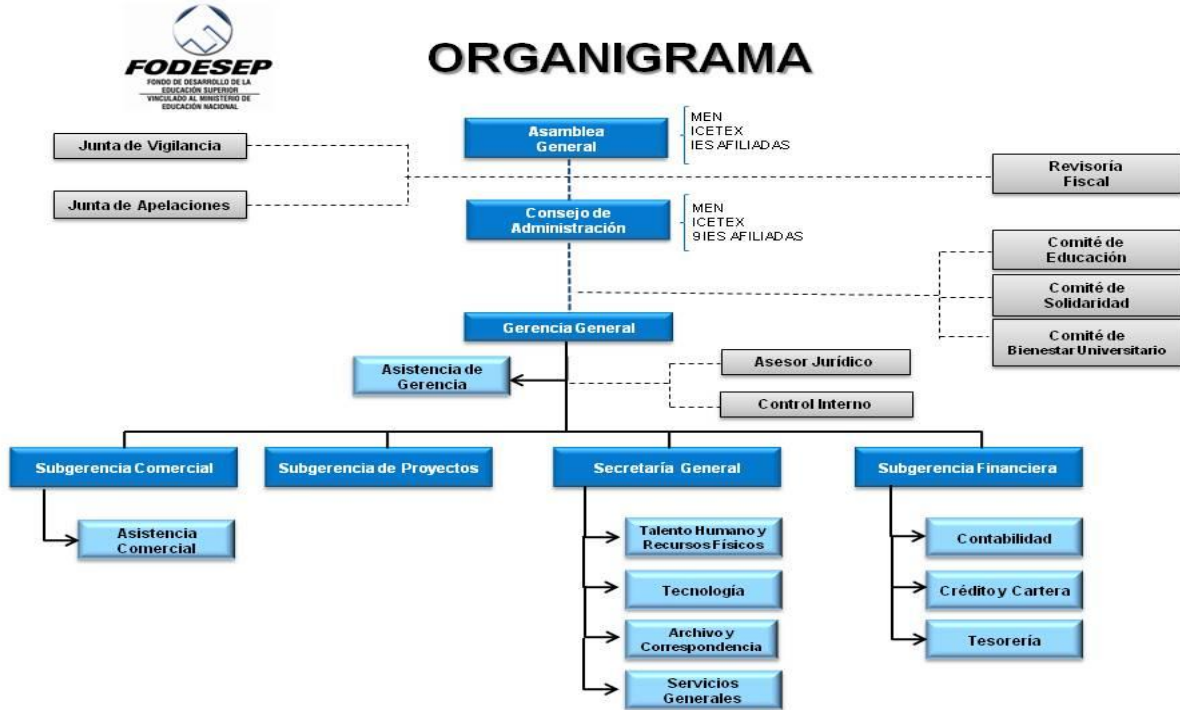 FODESEP
FONDO DE DESARROLLO DE LA
EDUCACIÓN SUPERIOR
VINCULADO AL MINISTERIO DE
EDUCACIÓN NACIONAL
ORGANIGRAMA
Asamblea
General
MEN
ICETEX
IES AFILIADAS
Junta de Vigilancia
Junta de Apelaciones
Revisoría
Fiscal
Consejo de
Administración
MEN
ICETEX
9IES AFILIADAS
Comité de
Educación
Comité de
Solidaridad
Comité de
Bienestar Universitario
Gerencia General
Asistencia de
Gerencia
Asesor Jurídico
Control Interno
Subgerencia Comercial
Subgerencia de Proyectos
Secretaría General
Subgerencia Financiera
Asistencia
Comercial
Talento Humano y
Recursos Físicos
Tecnología
Archivo y
Correspondencia
Servicios
Generales
Contabilidad
Crédito y Cartera
Tesorería